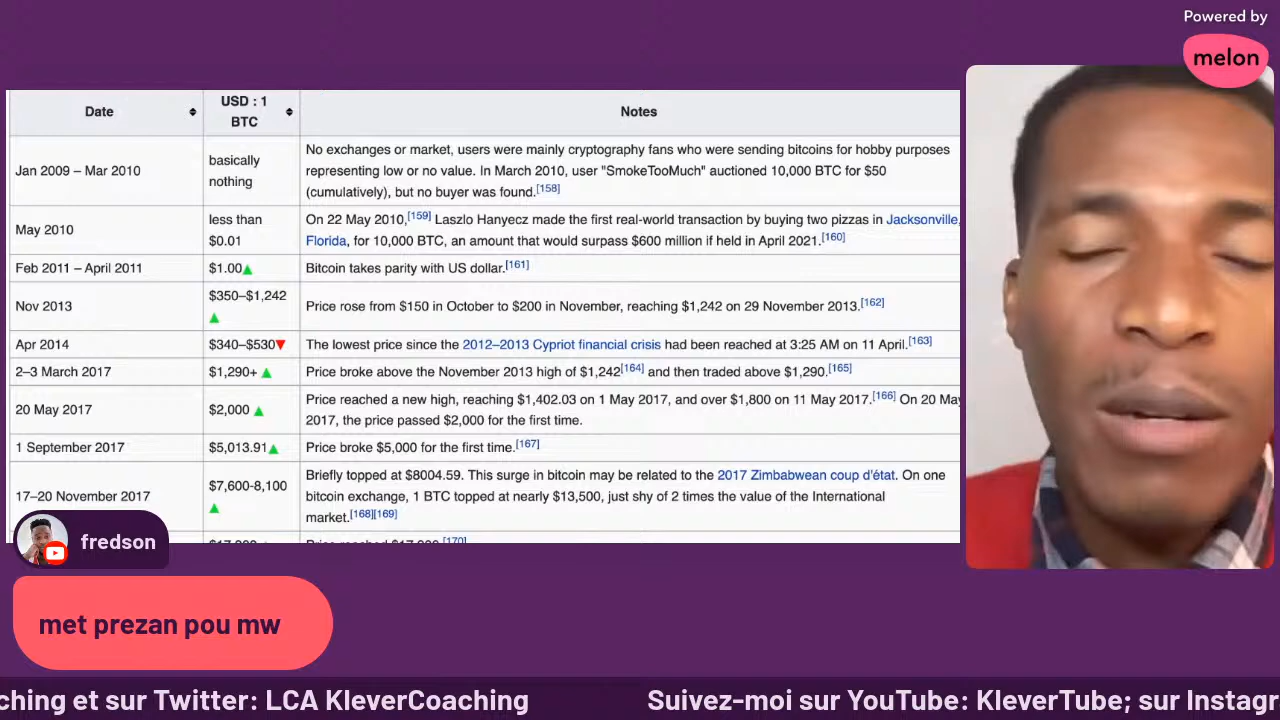 Powered by
melon
Date
USD : 1
BTC
Notes
Jan 2009 – Mar 2010
basically
nothing
No exchanges or market, users were mainly cryptography fans who were sending bitcoins for hobby purposes
representing low or no value. In March 2010, user "SmokeTooMuch" auctioned 10,000 BTC for $50
(cumulatively), but no buyer was found.[158]
May 2010
less than
$0.01
On 22 May 2010,[159] Laszlo Hanyecz made the first real-world transaction by buying two pizzas in Jacksonville,
Florida, for 10,000 BTC, an amount that would surpass $600 million if held in April 2021.[160]
Feb 2011 – April 2011
$1.00▲
Bitcoin takes parity with US dollar.[161]
Nov 2013
$350–$1,242
▲
Price rose from $150 in October to $200 in November, reaching $1,242 on 29 November 2013.[162]
Apr 2014
$340–$530▼
The lowest price since the 2012–2013 Cypriot financial crisis had been reached at 3:25 AM on 11 April.[163]
2–3 March 2017
$1,290+ ▲
Price broke above the November 2013 high of $1,242[164] and then traded above $1,290.[165]
20 May 2017
$2,000 ▲
Price reached a new high, reaching $1,402.03 on 1 May 2017, and over $1,800 on 11 May 2017.[166] On 20 May
2017, the price passed $2,000 for the first time.
1 September 2017
$5,013.91▲
Price broke $5,000 for the first time.[167]
17–20 November 2017
$7,600-8,100
▲
Briefly topped at $8004.59. This surge in bitcoin may be related to the 2017 Zimbabwean coup d'état. On one
bitcoin exchange, 1 BTC topped at nearly $13,500, just shy of 2 times the value of the International
market.[168][169]
fredson
met prezan pou mw
ching et sur Twitter: LCA KleverCoaching
Suivez-moi sur YouTube: KleverTube; sur Instagr